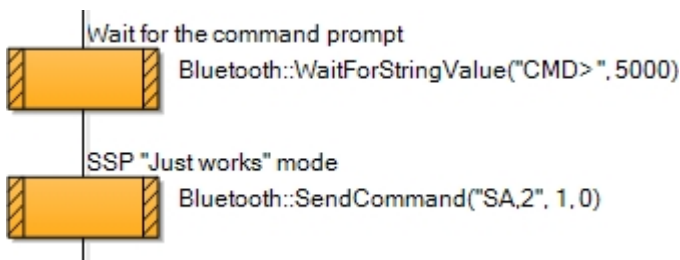 Wait for the command prompt
Bluetooth::WaitForStringValue("CMD> ", 5000)
SSP "Just works" mode
Bluetooth::SendCommand("SA,2", 1, 0)